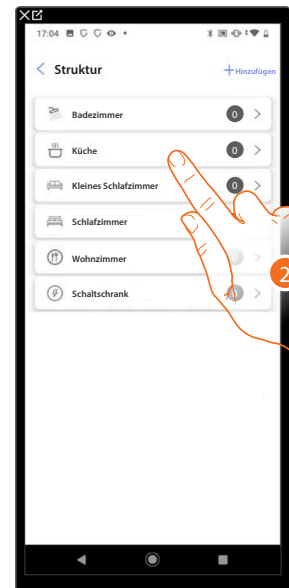 17:04
Struktur
+Hinzufügen
Badezimmer 0
Küche 0
Kleines Schlafzimmer 0
Schlafzimmer
Wohnzimmer
Schaltschrank
2